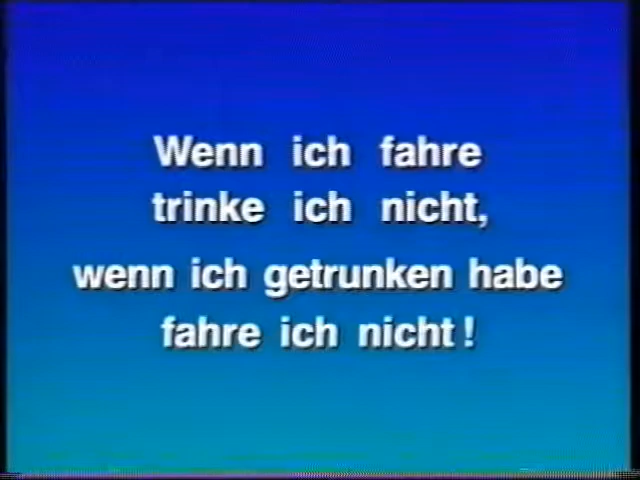 Wenn ich fahre
trinke ich nicht,
wenn ich getrunken habe
fahre ich nicht!